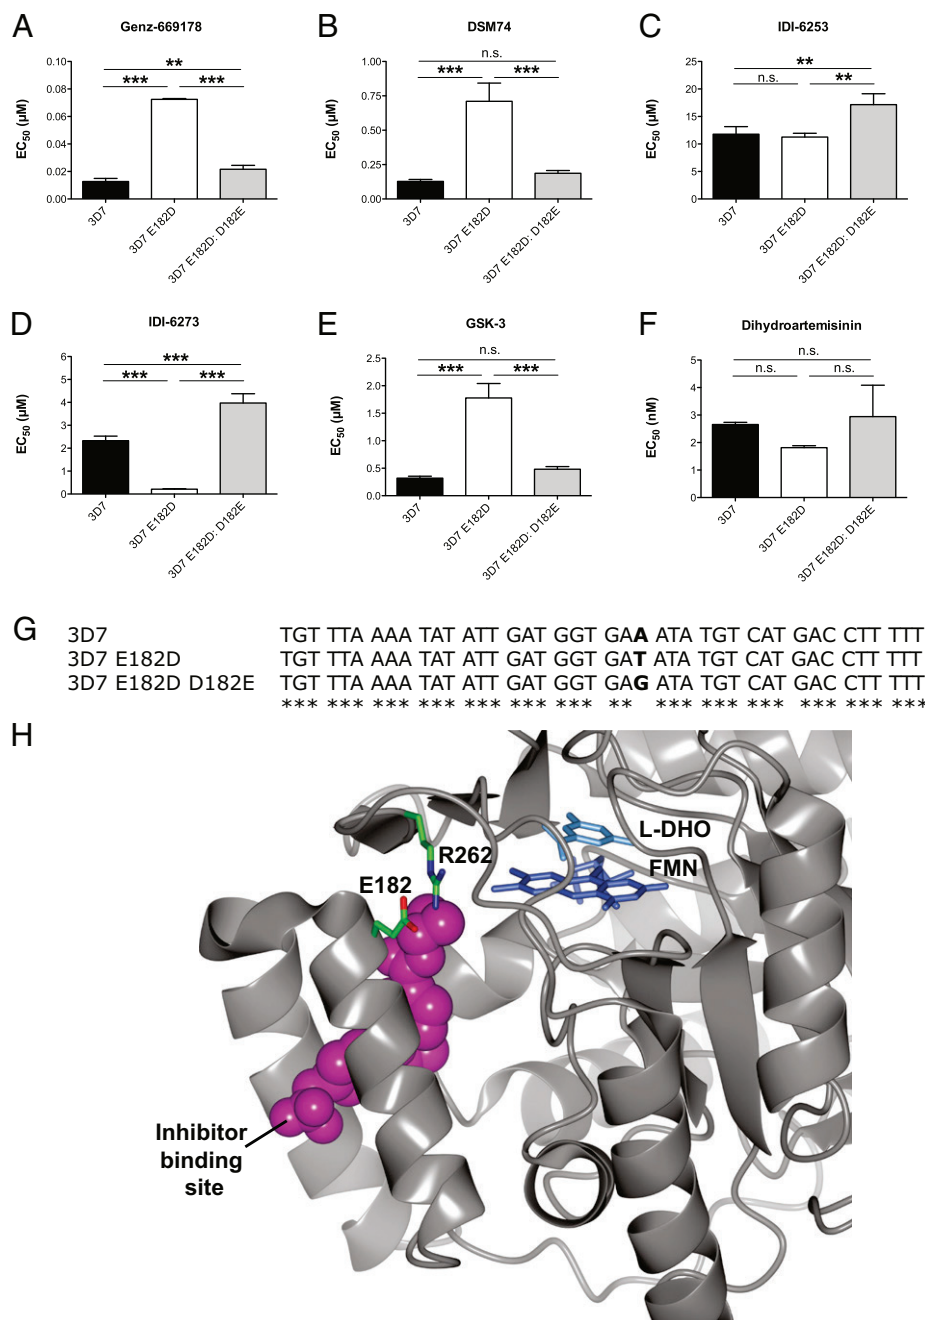 A
Genz-669178
**
***
***
EC50 (µM)
0.10
0.08
0.06
0.04
0.02
0.00
3D7
3D7 E182D
3D7 E182D: D182E
B
DSM74
n.s.
***
***
EC50 (µM)
1.00
0.75
0.50
0.25
0.00
3D7
3D7 E182D
3D7 E182D: D182E
C
IDI-6253
**
n.s.
**
EC50 (µM)
25
20
15
10
5
0
3D7
3D7 E182D
3D7 E182D: D182E
D
IDI-6273
***
***
***
EC50 (µM)
6
5
4
3
2
1
0
3D7
3D7 E182D
3D7 E182D: D182E
E
GSK-3
n.s.
***
***
EC50 (µM)
2.5
2.0
1.5
1.0
0.5
0.0
3D7
3D7 E182D
3D7 E182D: D182E
F
Dihydroartemisinin
n.s.
n.s.
n.s.
EC50 (nM)
5
4
3
2
1
0
3D7
3D7 E182D
3D7 E182D: D182E
G
3D7 TGT TTA AAA TAT ATT GAT GGT GAA ATA TGT CAT GAC CTT TTT
3D7 E182D TGT TTA AAA TAT ATT GAT GGT GAT ATA TGT CAT GAC CTT TTT
3D7 E182D D182E TGT TTA AAA TAT ATT GAT GGT GAG ATA TGT CAT GAC CTT TTT
*** *** *** *** *** *** *** ** *** *** *** *** *** ***
H
L-DHO
R262
FMN
E182
Inhibitor
binding
site